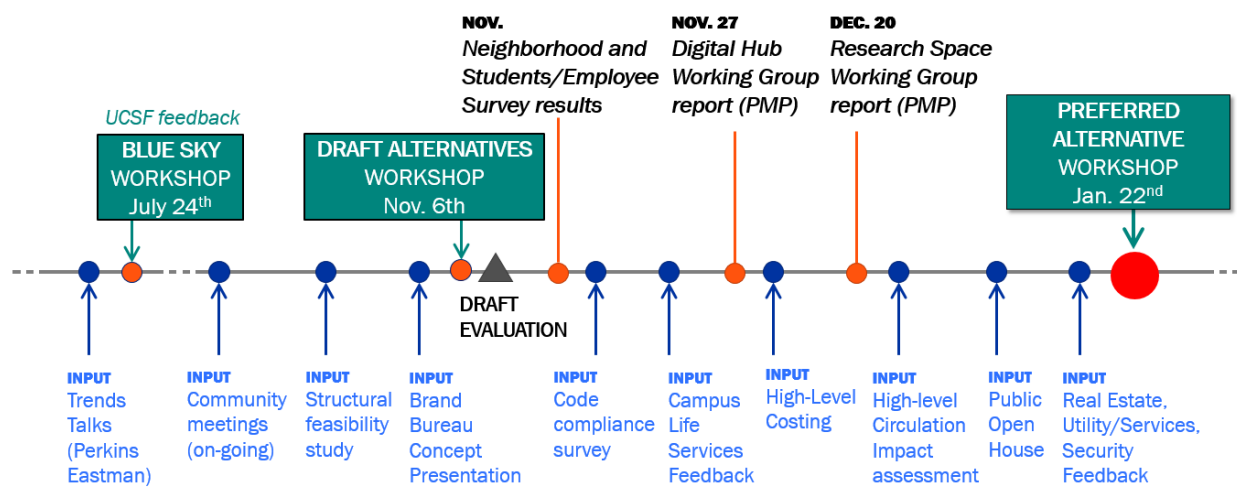 NOV.
Neighborhood and
Students/Employee
Survey results
NOV. 27
Digital Hub
Working Group
report (PMP)
DEC. 20
Research Space
Working Group
report (PMP)
UCSF feedback
BLUE SKY
WORKSHOP
July 24th
DRAFT ALTERNATIVES
WORKSHOP
Nov. 6th
PREFERRED
ALTERNATIVE
WORKSHOP
Jan. 22nd
DRAFT
EVALUATION
INPUT
Trends
Talks
(Perkins
Eastman)
INPUT
Community
meetings
(on-going)
INPUT
Structural
feasibility
study
INPUT
Brand
Bureau
Concept
Presentation
INPUT
Code
compliance
survey
INPUT
Campus
Life
Services
Feedback
INPUT
High-Level
Costing
INPUT
High-level
Circulation
Impact
assessment
INPUT
Public
Open
House
INPUT
Real Estate,
Utility/Services,
Security
Feedback